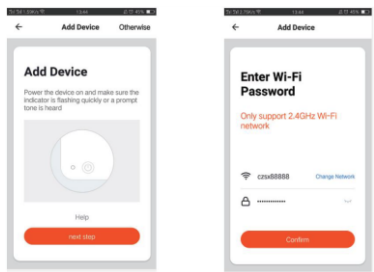 Add Device
Otherwise
Add Device
Power the device on and make sure the
indicator is flashing quickly or a prompt
tone is heard
Help
next step
Add Device
Enter Wi-Fi
Password
Only support 2.4GHz Wi-Fi
network
czsx88888
Change Network
Confirm